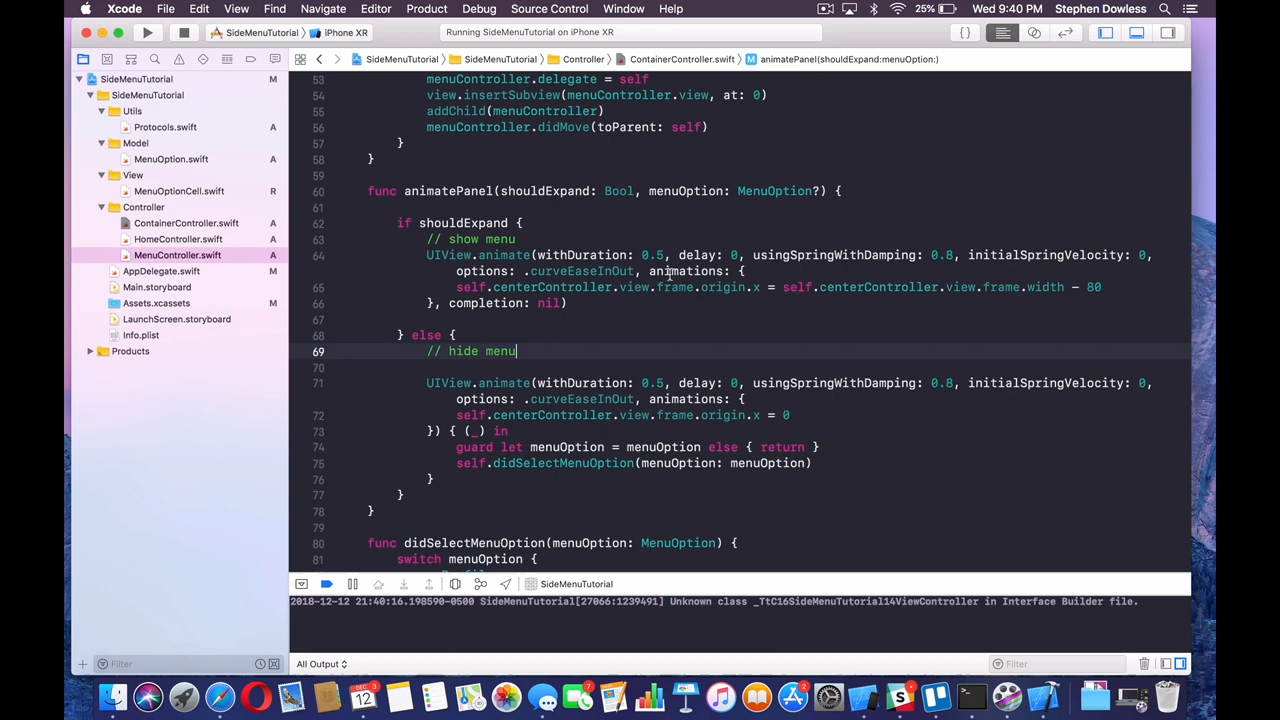 Xcode File Edit View Find Navigate Editor Product Debug Source Control Window Help 25% Wed 9:40 PM Stephen Dowless
SideMenuTutorial iPhone XR Running SideMenuTutorial on iPhone XR
SideMenuTutorial SideMenuTutorial Controller ContainerController.swift M animatePanel(shouldExpand:menuOption:)
SideMenuTutorial M
SideMenuTutorial
Utils
Protocols.swift A
Model
MenuOption.swift A
View
MenuOptionCell.swift R
Controller
ContainerController.swift A
HomeController.swift A
MenuController.swift A
AppDelegate.swift M
Main.storyboard
Assets.xcassets
LaunchScreen.storyboard
Info.plist
Products
Filter
53 menuController.delegate = self
54 view.insertSubview(menuController.view, at: 0)
55 addChild(menuController)
56 menuController.didMove(toParent: self)
57 }
58 }
59
60 func animatePanel(shouldExpand: Bool, menuOption: MenuOption?) {
61
62 if shouldExpand {
63 // show menu
64 UIView.animate(withDuration: 0.5, delay: 0, usingSpringWithDamping: 0.8, initialSpringVelocity: 0,
options: .curveEaseInOut, animations: {
65 self.centerController.view.frame.origin.x = self.centerController.view.frame.width - 80
66 }, completion: nil)
67
68 } else {
69 // hide menu
70
71 UIView.animate(withDuration: 0.5, delay: 0, usingSpringWithDamping: 0.8, initialSpringVelocity: 0,
options: .curveEaseInOut, animations: {
72 self.centerController.view.frame.origin.x = 0
73 }) { (_) in
74 guard let menuOption = menuOption else { return }
75 self.didSelectMenuOption(menuOption: menuOption)
76 }
77 }
78 }
79
80 func didSelectMenuOption(menuOption: MenuOption) {
81 switch menuOption {
SideMenuTutorial
2018-12-12 21:40:16.198590-0500 SideMenuTutorial[27066:1239491] Unknown class _TtC16SideMenuTutorial14ViewController in Interface Builder file.
All Output Filter